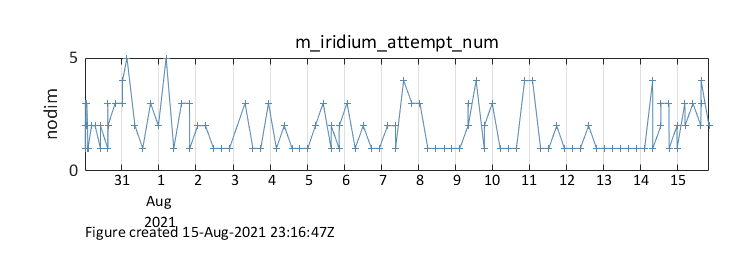 m_iridium_attempt_num
5
nodim
0
31 1 2 3 4 5 6 7 8 9 10 11 12 13 14 15
Aug
2021
Figure created 15-Aug-2021 23:16:47Z